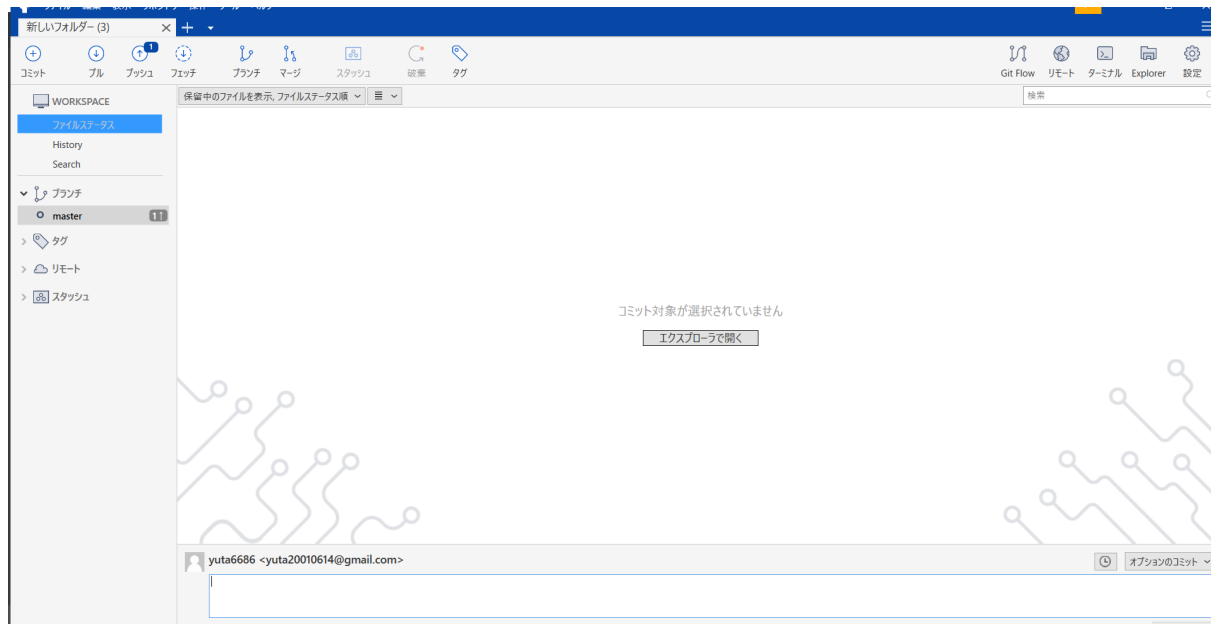 新しいフォルダー (3)
1
コミット
プル
プッシュ
フェッチ
ブランチ
マージ
スタッシュ
破棄
タグ
Git Flow
リモート
ターミナル
Explorer
設定
WORKSPACE
ファイルステータス
History
Search
ブランチ
master
1↑
タグ
リモート
スタッシュ
保留中のファイルを表示, ファイルステータス順
検索
コミット対象が選択されていません
エクスプローラで開く
yuta6686 <yuta20010614@gmail.com>
オプションのコミット